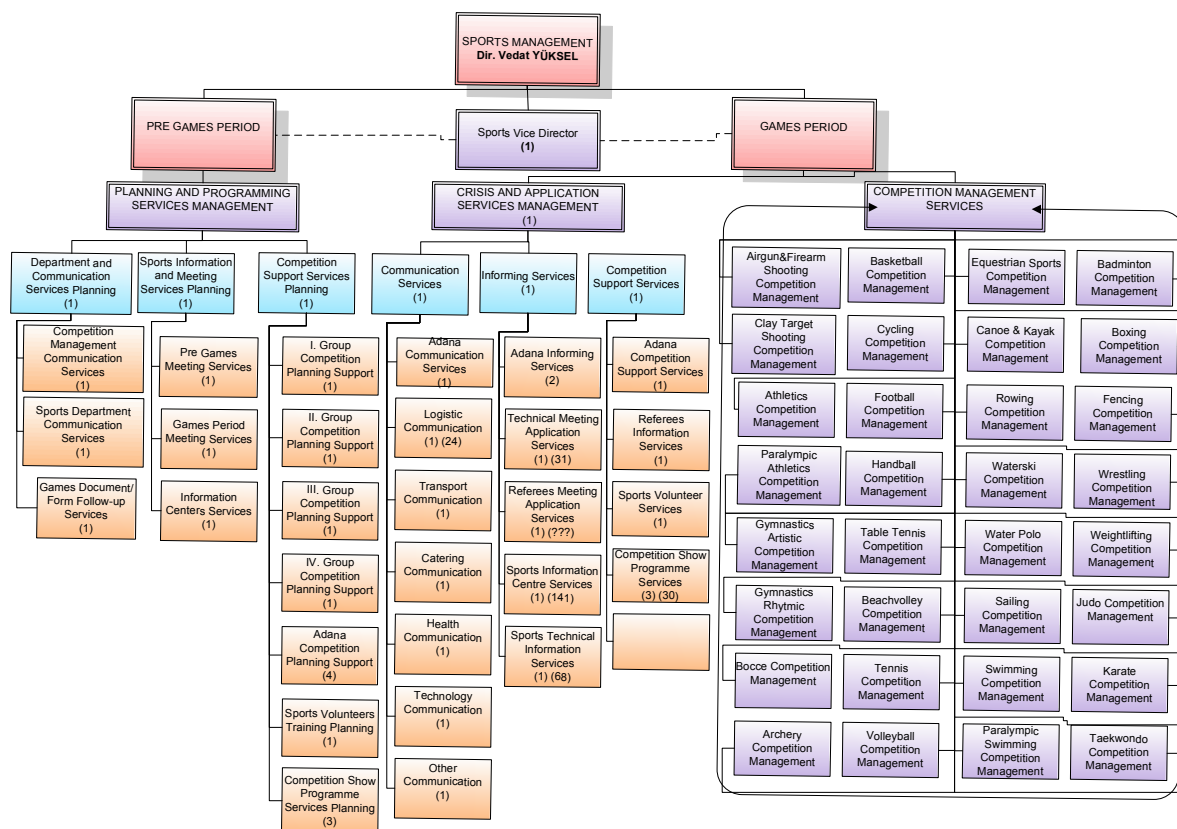 SPORTS MANAGEMENT
Dir. Vedat YÜKSEL
PRE GAMES PERIOD
Sports Vice Director
(1)
GAMES PERIOD
PLANNING AND PROGRAMMING
SERVICES MANAGEMENT
CRISIS AND APPLICATION
SERVICES MANAGEMENT
(1)
COMPETITION MANAGEMENT
SERVICES
Department and
Communication
Services Planning
(1)
Sports Information
and Meeting
Services Planning
(1)
Competition
Support Services
Planning
(1)
Communication
Services
(1)
Informing Services
(1)
Competition
Support Services
(1)
Competition
Management
Communication
Services
(1)
Sports Department
Communication
Services
(1)
Games Document/
Form Follow-up
Services
(1)
Pre Games
Meeting Services
(1)
Games Period
Meeting Services
(1)
Information
Centers Services
(1)
I. Group
Competition
Planning Support
(1)
II. Group
Competition
Planning Support
(1)
III. Group
Competition
Planning Support
(1)
IV. Group
Competition
Planning Support
(1)
Adana
Competition
Planning Support
(4)
Sports Volunteers
Training Planning
(1)
Competition Show
Programme
Services Planning
(3)
Adana
Communication
Services
(1)
Logistic
Communication
(1) (24)
Transport
Communication
(1)
Catering
Communication
(1)
Health
Communication
(1)
Technology
Communication
(1)
Other
Communication
(1)
Adana Informing
Services
(2)
Technical Meeting
Application
Services
(1) (31)
Referees Meeting
Application
Services
(1) (???)
Sports Information
Centre Services
(1) (141)
Sports Technical
Information
Services
(1) (68)
Adana
Competition
Support Services
(1)
Referees
Information
Services
(1)
Sports Volunteer
Services
(1)
Competition Show
Programme
Services
(3) (30)
Airgun&Firearm
Shooting
Competition
Management
Basketball
Competition
Management
Equestrian Sports
Competition
Management
Badminton
Competition
Management
Clay Target
Shooting
Competition
Management
Cycling
Competition
Management
Canoe & Kayak
Competition
Management
Boxing
Competition
Management
Athletics
Competition
Management
Football
Competition
Management
Rowing
Competition
Management
Fencing
Competition
Management
Paralympic
Athletics
Competition
Management
Handball
Competition
Management
Waterski
Competition
Management
Wrestling
Competition
Management
Gymnastics
Artistic
Competition
Management
Table Tennis
Competition
Management
Water Polo
Competition
Management
Weightlifting
Competition
Management
Gymnastics
Rhytmic
Competition
Management
Beachvolley
Competition
Management
Sailing
Competition
Management
Judo Competition
Management
Bocce Competition
Management
Tennis
Competition
Management
Swimming
Competition
Management
Karate
Competition
Management
Archery
Competition
Management
Volleyball
Competition
Management
Paralympic
Swimming
Competition
Management
Taekwondo
Competition
Management